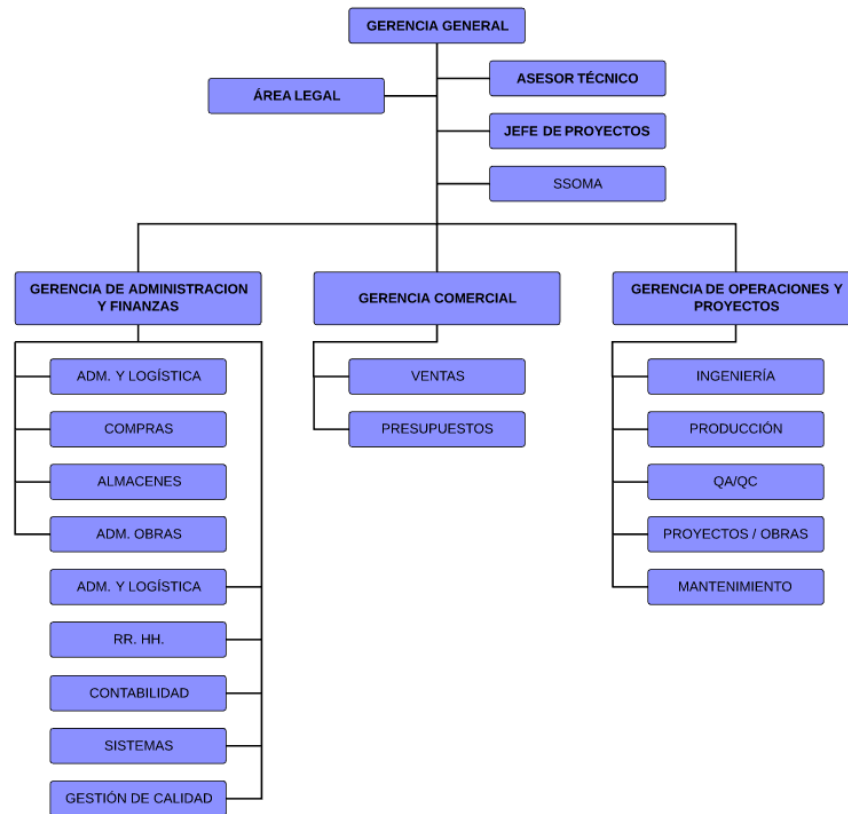 GERENCIA GENERAL
ASESOR TÉCNICO
ÁREA LEGAL
JEFE DE PROYECTOS
SSOMA
GERENCIA DE ADMINISTRACION
Y FINANZAS
GERENCIA COMERCIAL
GERENCIA DE OPERACIONES Y
PROYECTOS
ADM. Y LOGÍSTICA
COMPRAS
ALMACENES
ADM. OBRAS
ADM. Y LOGÍSTICA
RR. HH.
CONTABILIDAD
SISTEMAS
GESTIÓN DE CALIDAD
VENTAS
PRESUPUESTOS
INGENIERÍA
PRODUCCIÓN
QA/QC
PROYECTOS / OBRAS
MANTENIMIENTO